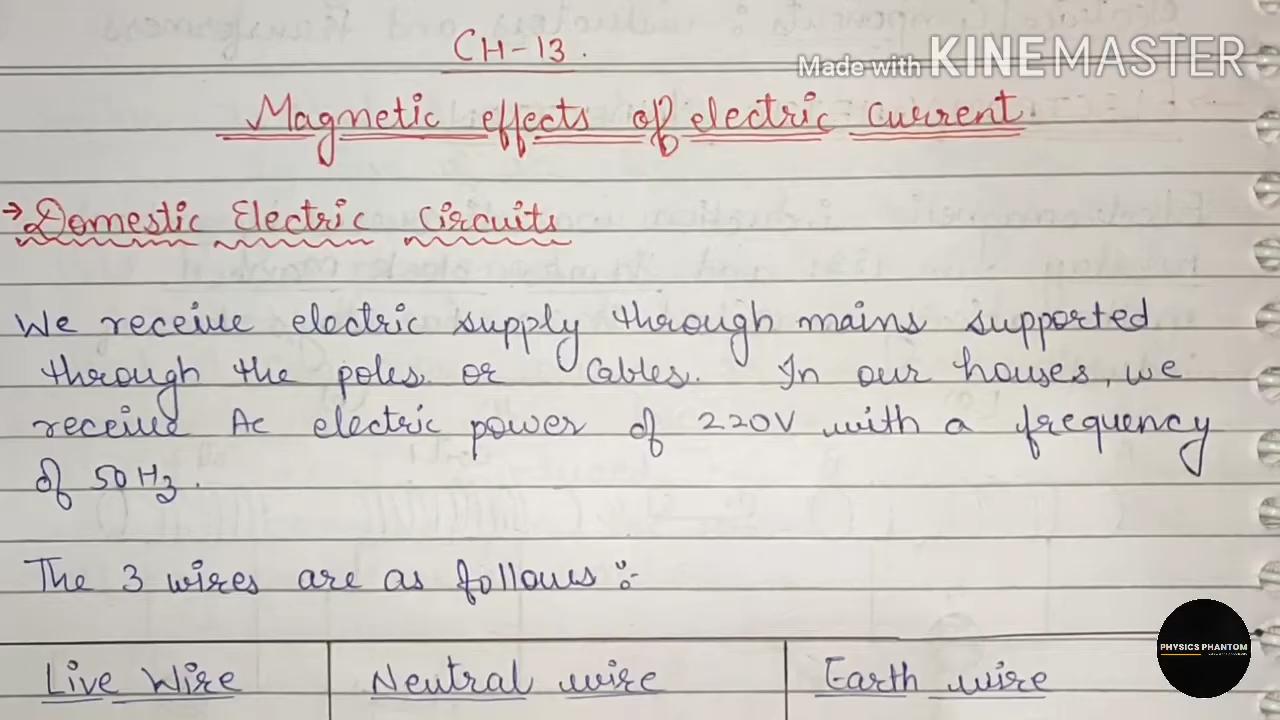 CH-13.
Made with KINEMASTER
Magnetic effects of electric current
→ Domestic Electric Circuits
We receive electric supply through mains supported
through the poles or cables. In our houses, we
receive AC electric power of 220V with a frequency
of 50 Hz.
The 3 wires are as follows :-
Live Wire Neutral wire Earth wire
PHYSICS PHANTOM